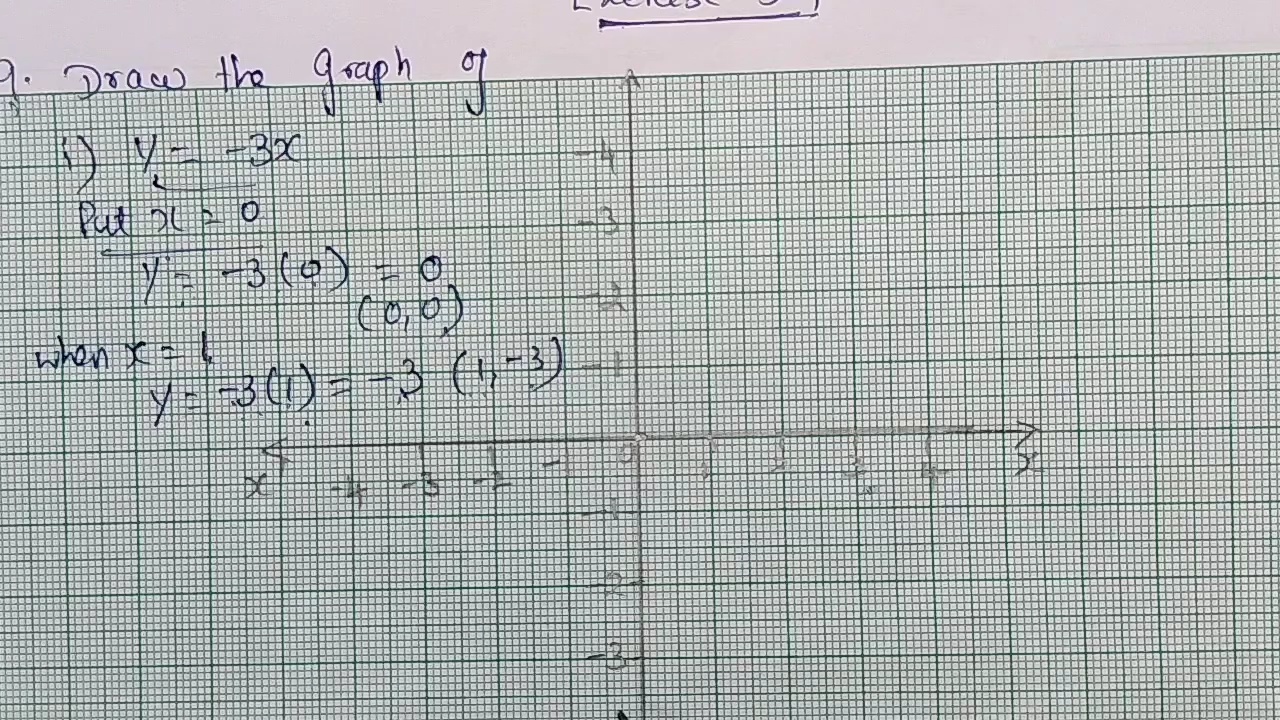 9. Draw the graph of
i) y = -3x
Put x = 0
y = -3(0) = 0
(0,0)
when x = 1,
y = -3(1) = -3 (1,-3)
4
3
2
1
x -4 -3 -2 -1 0 1 2 3 4 x
-1
-2
-3